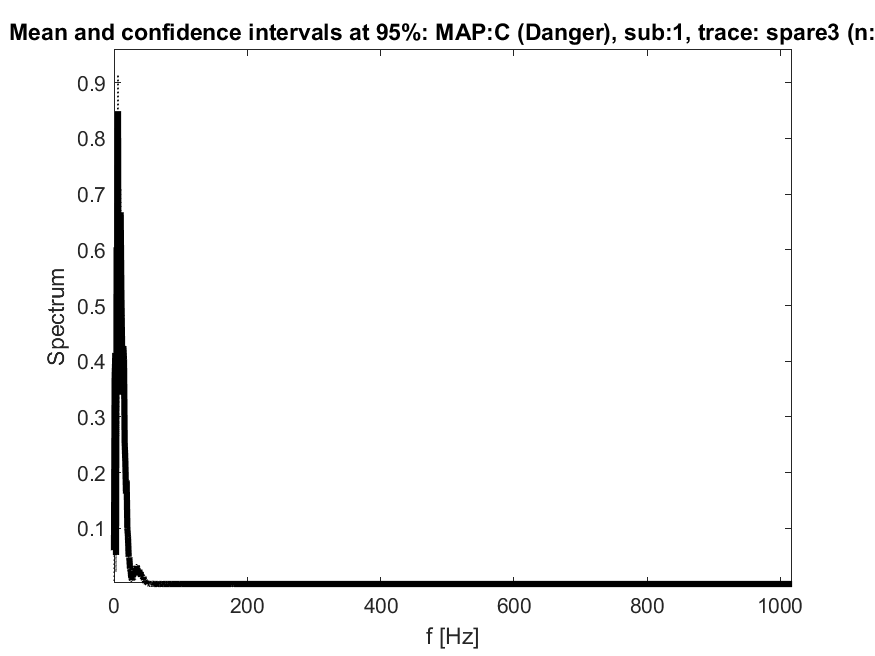 Mean and confidence intervals at 95%: MAP:C (Danger), sub:1, trace: spare3 (n:
0.9
0.8
0.7
0.6
0.5
0.4
0.3
0.2
0.1
Spectrum
0 200 400 600 800 1000
f [Hz]